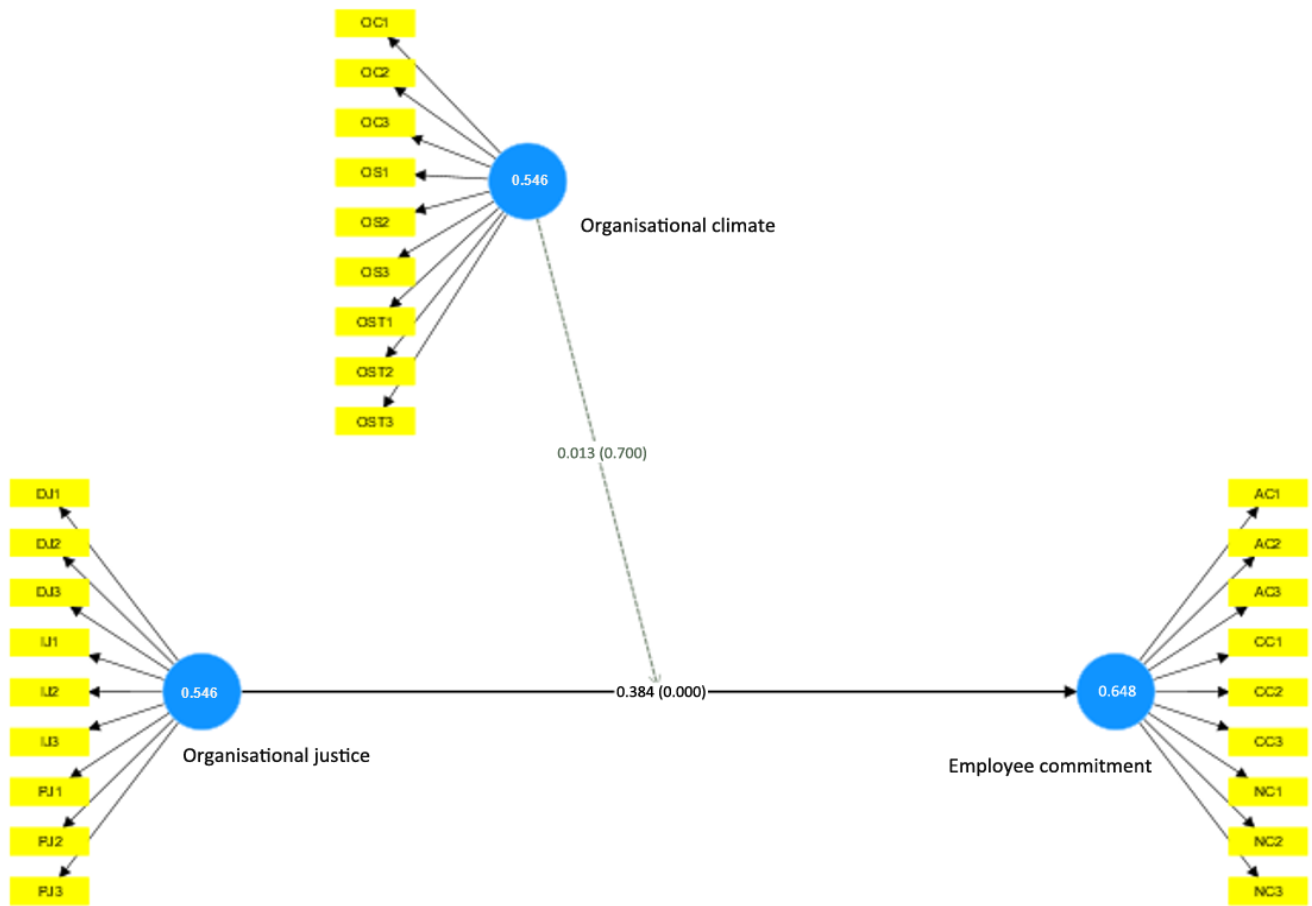 OC1
OC2
OC3
OS1
OS2
OS3
OST1
OST2
OST3
0.546
Organisational climate
0.013 (0.700)
DJ1
DJ2
DJ3
IJ1
IJ2
IJ3
PJ1
PJ2
PJ3
0.546
Organisational justice
0.384 (0.000)
0.648
Employee commitment
AC1
AC2
AC3
CC1
CC2
CC3
NC1
NC2
NC3